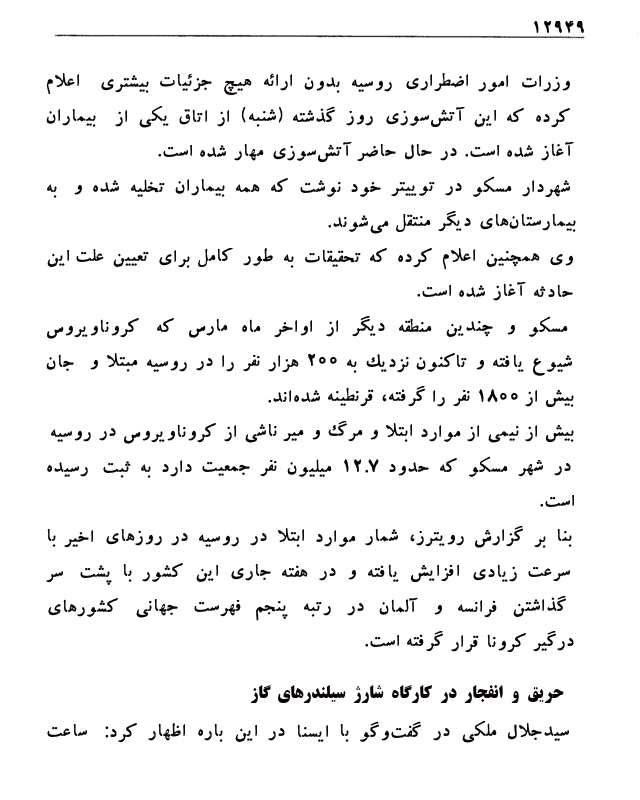 ۱۲۹۴۹
وزرات امور اضطراری روسیه بدون ارائه هیچ جزئیات بیشتری اعلام
کرده که این آتش‌سوزی روز گذشته (شنبه) از اتاق یکی از بیماران
آغاز شده است. در حال حاضر آتش‌سوزی مهار شده است.
شهردار مسکو در توییتر خود نوشت که همه بیماران تخلیه شده و به
بیمارستان‌های دیگر منتقل می‌شوند.
وی همچنین اعلام کرده که تحقیقات به طور کامل برای تعیین علت این
حادثه آغاز شده است.
مسکو و چندین منطقه دیگر از اواخر ماه مارس که کروناویروس
شیوع یافته و تاکنون نزدیك به ۲۰۰ هزار نفر را در روسیه مبتلا و جان
بیش از ۱۸۰۰ نفر را گرفته، قرنطینه شده‌اند.
بیش از نیمی از موارد ابتلا و مرگ و میر ناشی از کروناویروس در روسیه
در شهر مسکو که حدود ۱۲.۷ میلیون نفر جمعیت دارد به ثبت رسیده
است.
بنا بر گزارش رویترز، شمار موارد ابتلا در روسیه در روزهای اخیر با
سرعت زیادی افزایش یافته و در هفته جاری این کشور با پشت سر
گذاشتن فرانسه و آلمان در رتبه پنجم فهرست جهانی کشورهای
درگیر کرونا قرار گرفته است.
حریق و انفجار در کارگاه شارژ سیلندرهای گاز
سیدجلال ملکی در گفت‌وگو با ایسنا در این باره اظهار کرد: ساعت